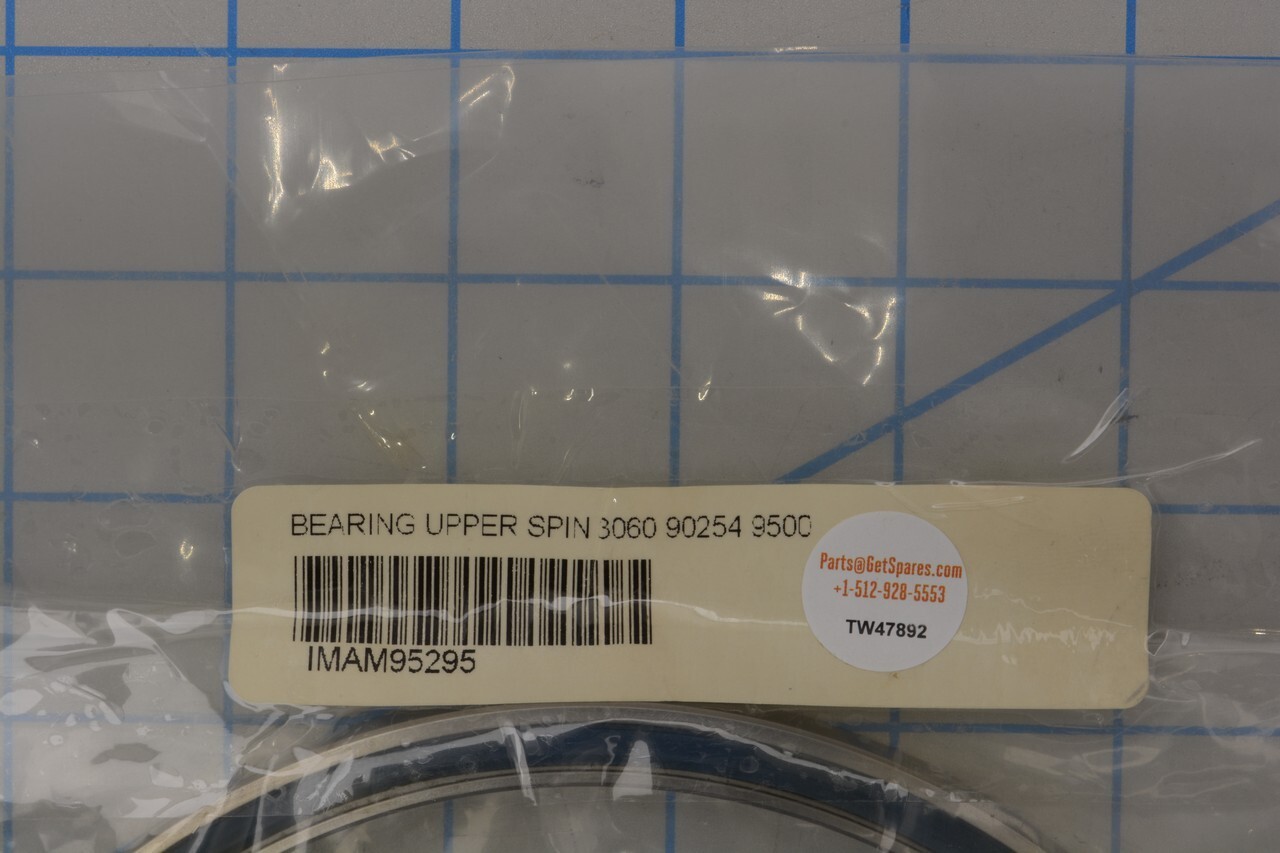 BEARING UPPER SPIN 3060 90254 9500
IMAM95295
Parts@GetSpares.com
+1-512-928-5553
TW47892